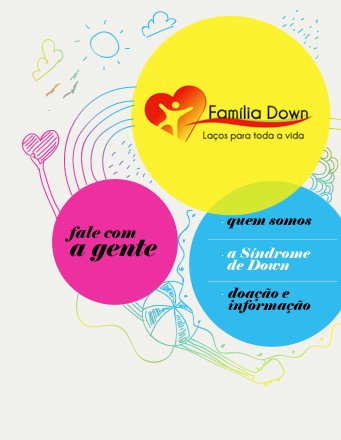 Família Down
Laços para toda a vida
fale com
a gente
quem somos
a Síndrome
de Down
doação e
informação